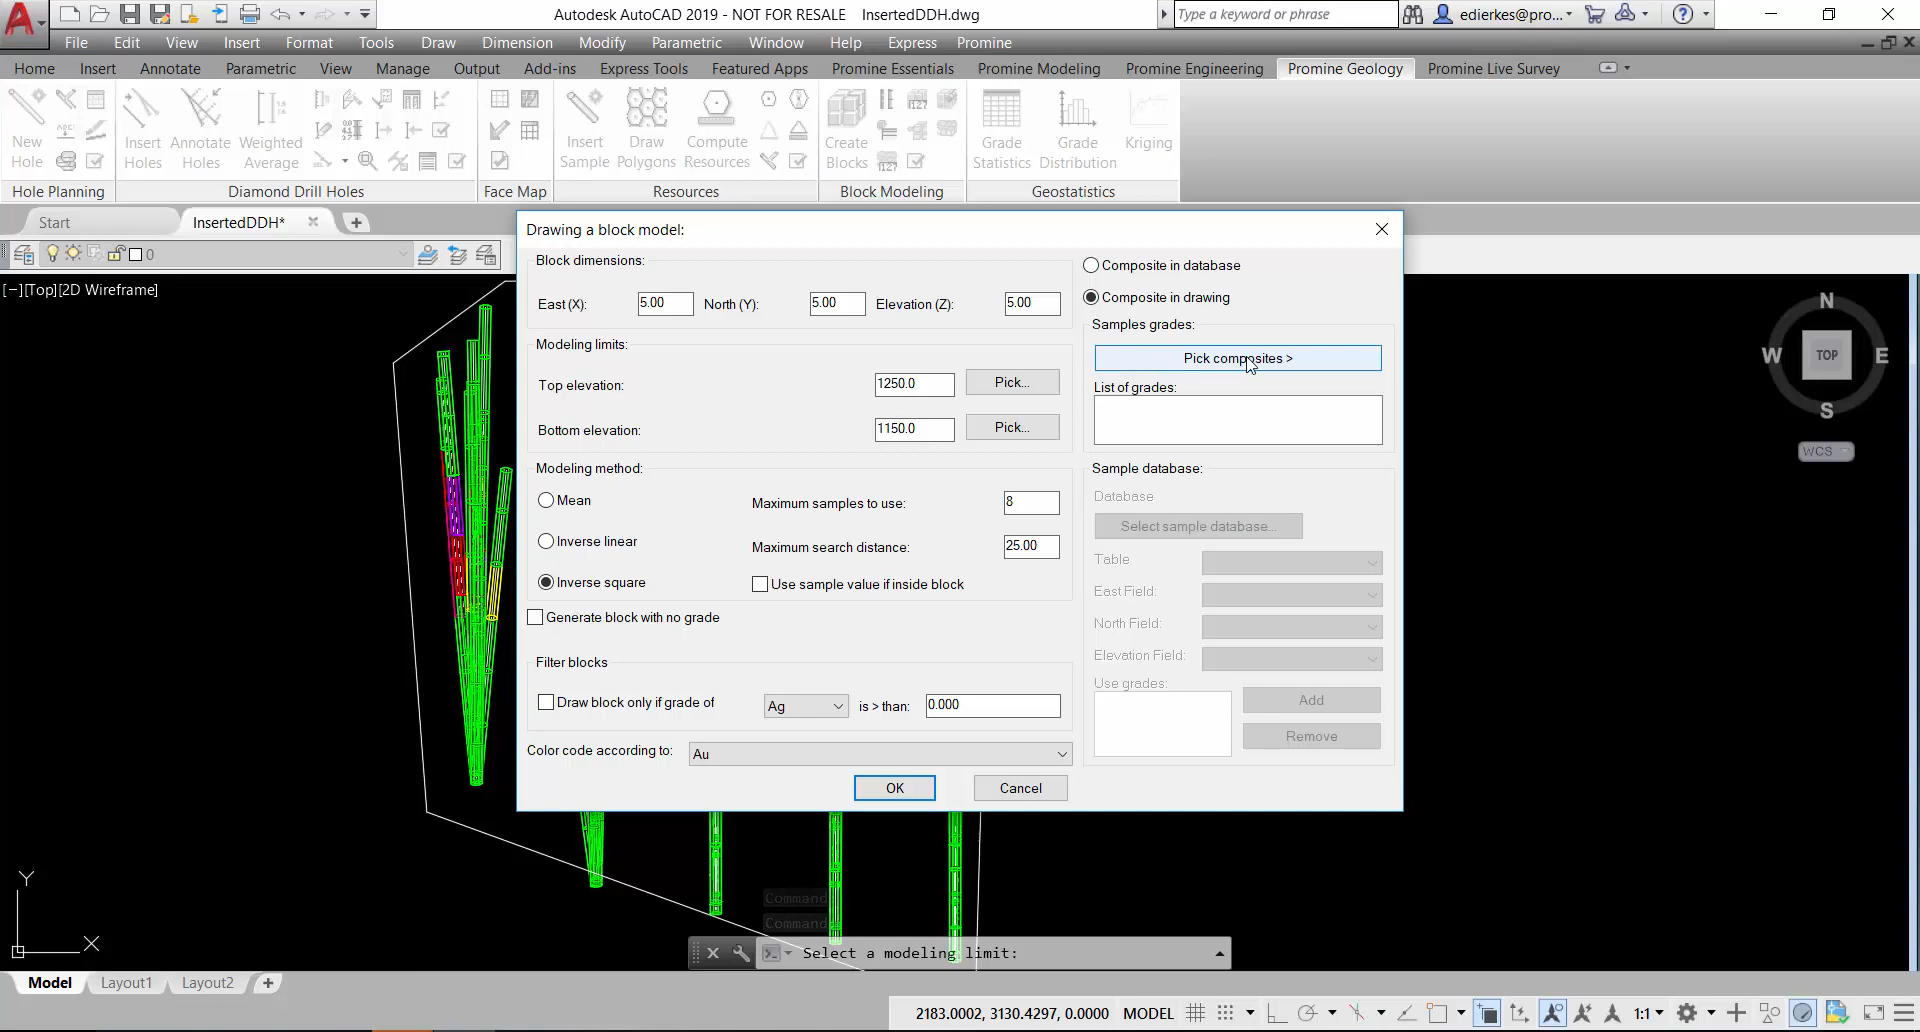 Autodesk AutoCAD 2019 - NOT FOR RESALE InsertedDDH.dwg
Type a keyword or phrase
edierkes@pro...
File Edit View Insert Format Tools Draw Dimension Modify Parametric Window Help Express Promine
Home Insert Annotate Parametric View Manage Output Add-ins Express Tools Featured Apps Promine Essentials Promine Modeling Promine Engineering Promine Geology Promine Live Survey
New Hole
Insert Holes
Annotate Holes
Weighted Average
Insert Sample
Draw Polygons
Compute Resources
Create Blocks
Grade Statistics
Grade Distribution
Kriging
Hole Planning Diamond Drill Holes Face Map Resources Block Modeling Geostatistics
Start InsertedDDH*
0
[−][Top][2D Wireframe]
Drawing a block model:
Block dimensions:
East (X): 5.00 North (Y): 5.00 Elevation (Z): 5.00
Modeling limits:
Top elevation: 1250.0 Pick...
Bottom elevation: 1150.0 Pick...
Modeling method:
Mean
Maximum samples to use: 8
Inverse linear
Maximum search distance: 25.00
Inverse square
Use sample value if inside block
Generate block with no grade
Filter blocks
Draw block only if grade of Ag is > than: 0.000
Color code according to: Au
OK Cancel
Composite in database
Composite in drawing
Samples grades:
Pick composites >
List of grades:
Sample database:
Database
Select sample database...
Table
East Field:
North Field:
Elevation Field:
Use grades:
Add
Remove
N
W TOP E
S
WCS
Y
X
Command
Command
Select a modeling limit:
Model Layout1 Layout2
2183.0002, 3130.4297, 0.0000 MODEL 1:1